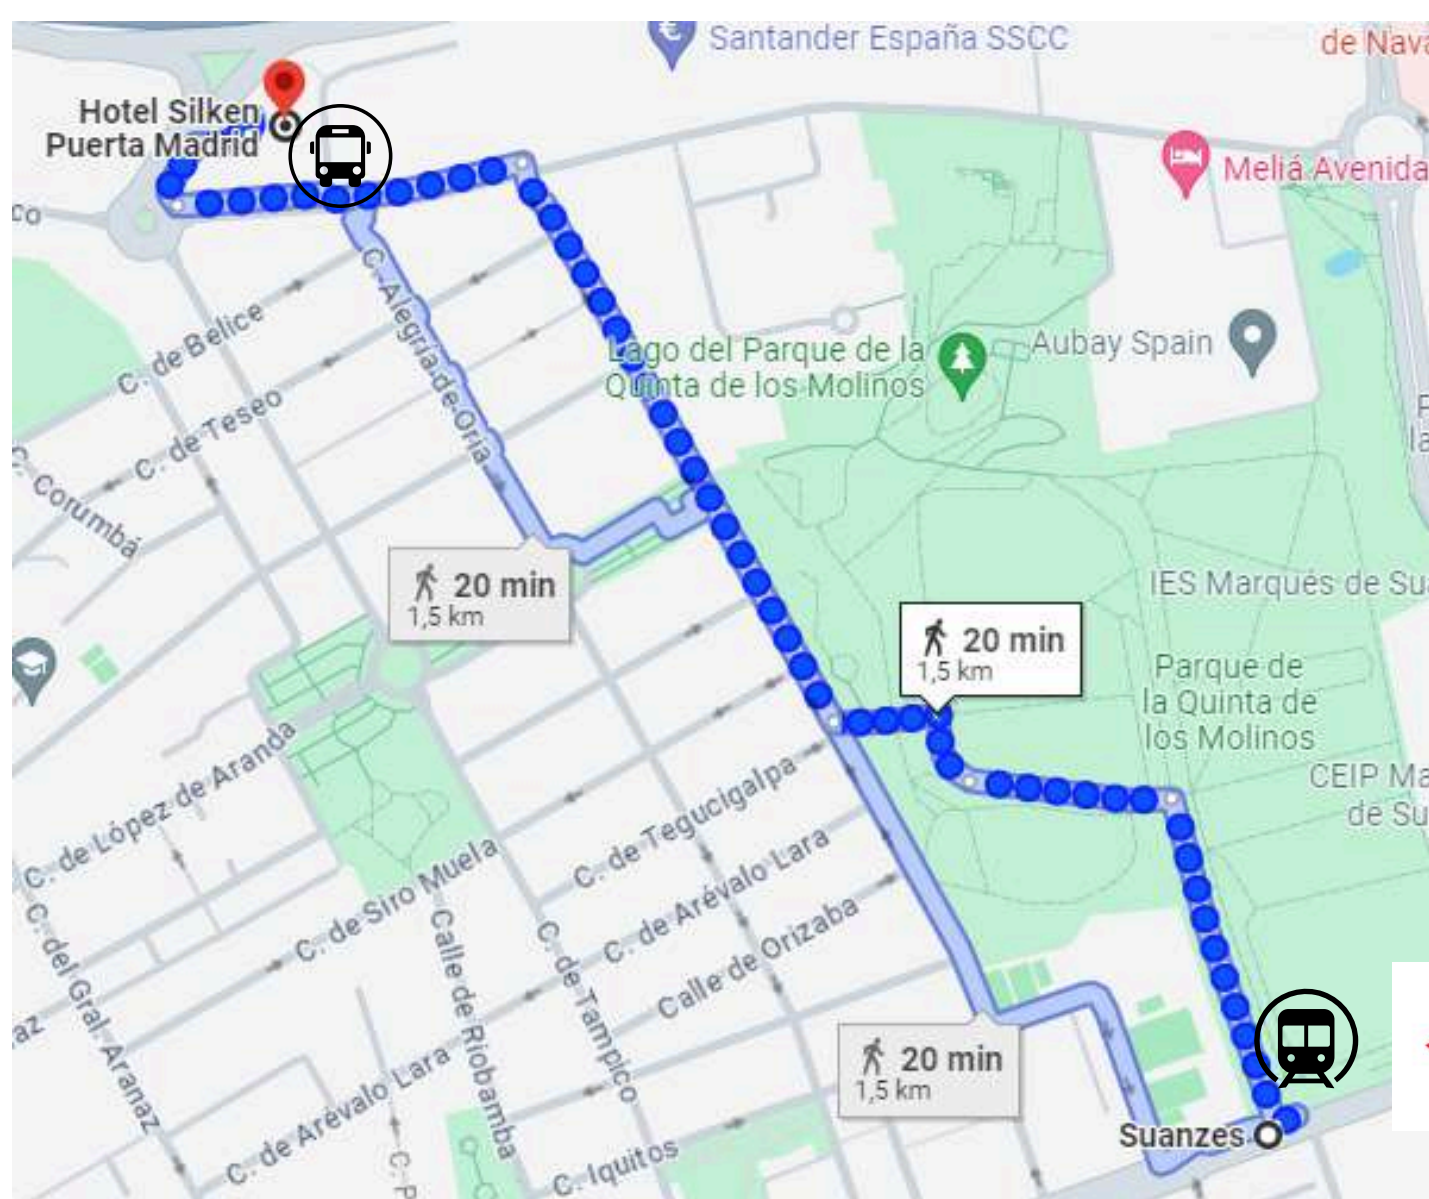 Santander España SSCC
de Nava
Hotel Silken
Puerta Madrid
Meliá Avenida
co
C. Alegría de Oria
C. de Belice
Lago del Parque de la
Quinta de los Molinos
Aubay Spain
C. de Teseo
C. Corumbá
la
20 min
1,5 km
IES Marqués de Su
20 min
1,5 km
Parque de
la Quinta de
los Molinos
CEIP Ma
de Su
C. de López de Aranda
C. de Tegucigalpa
C. de Siro Muela
C. de Arévalo Lara
Calle de Orizaba
C. del Gral. Aranaz
Calle de Riobamba
C. de Tampico
az
20 min
1,5 km
C. de Arévalo Lara
Suanzes
C. Iquitos
C. P